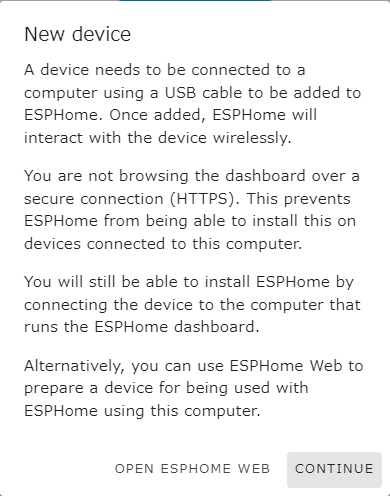 New device
A device needs to be connected to a
computer using a USB cable to be added to
ESPHome. Once added, ESPHome will
interact with the device wirelessly.
You are not browsing the dashboard over a
secure connection (HTTPS). This prevents
ESPHome from being able to install this on
devices connected to this computer.
You will still be able to install ESPHome by
connecting the device to the computer that
runs the ESPHome dashboard.
Alternatively, you can use ESPHome Web to
prepare a device for being used with
ESPHome using this computer.
OPEN ESPHOME WEB CONTINUE